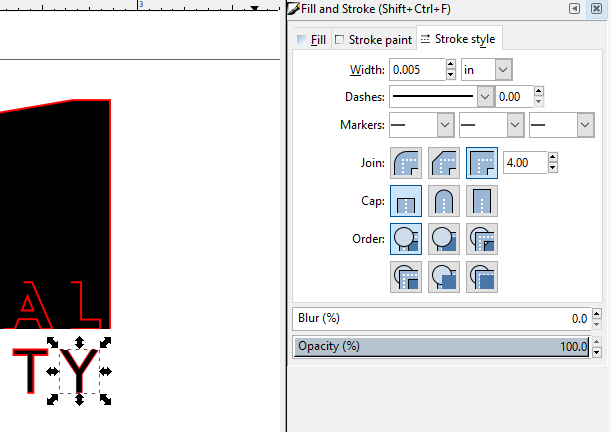 3
Fill and Stroke (Shift+Ctrl+F)
Fill Stroke paint Stroke style
Width: 0.005 in
Dashes: 0.00
Markers:
Join: 4.00
Cap:
Order:
A L
T Y
Blur (%) 0.0
Opacity (%) 100.0